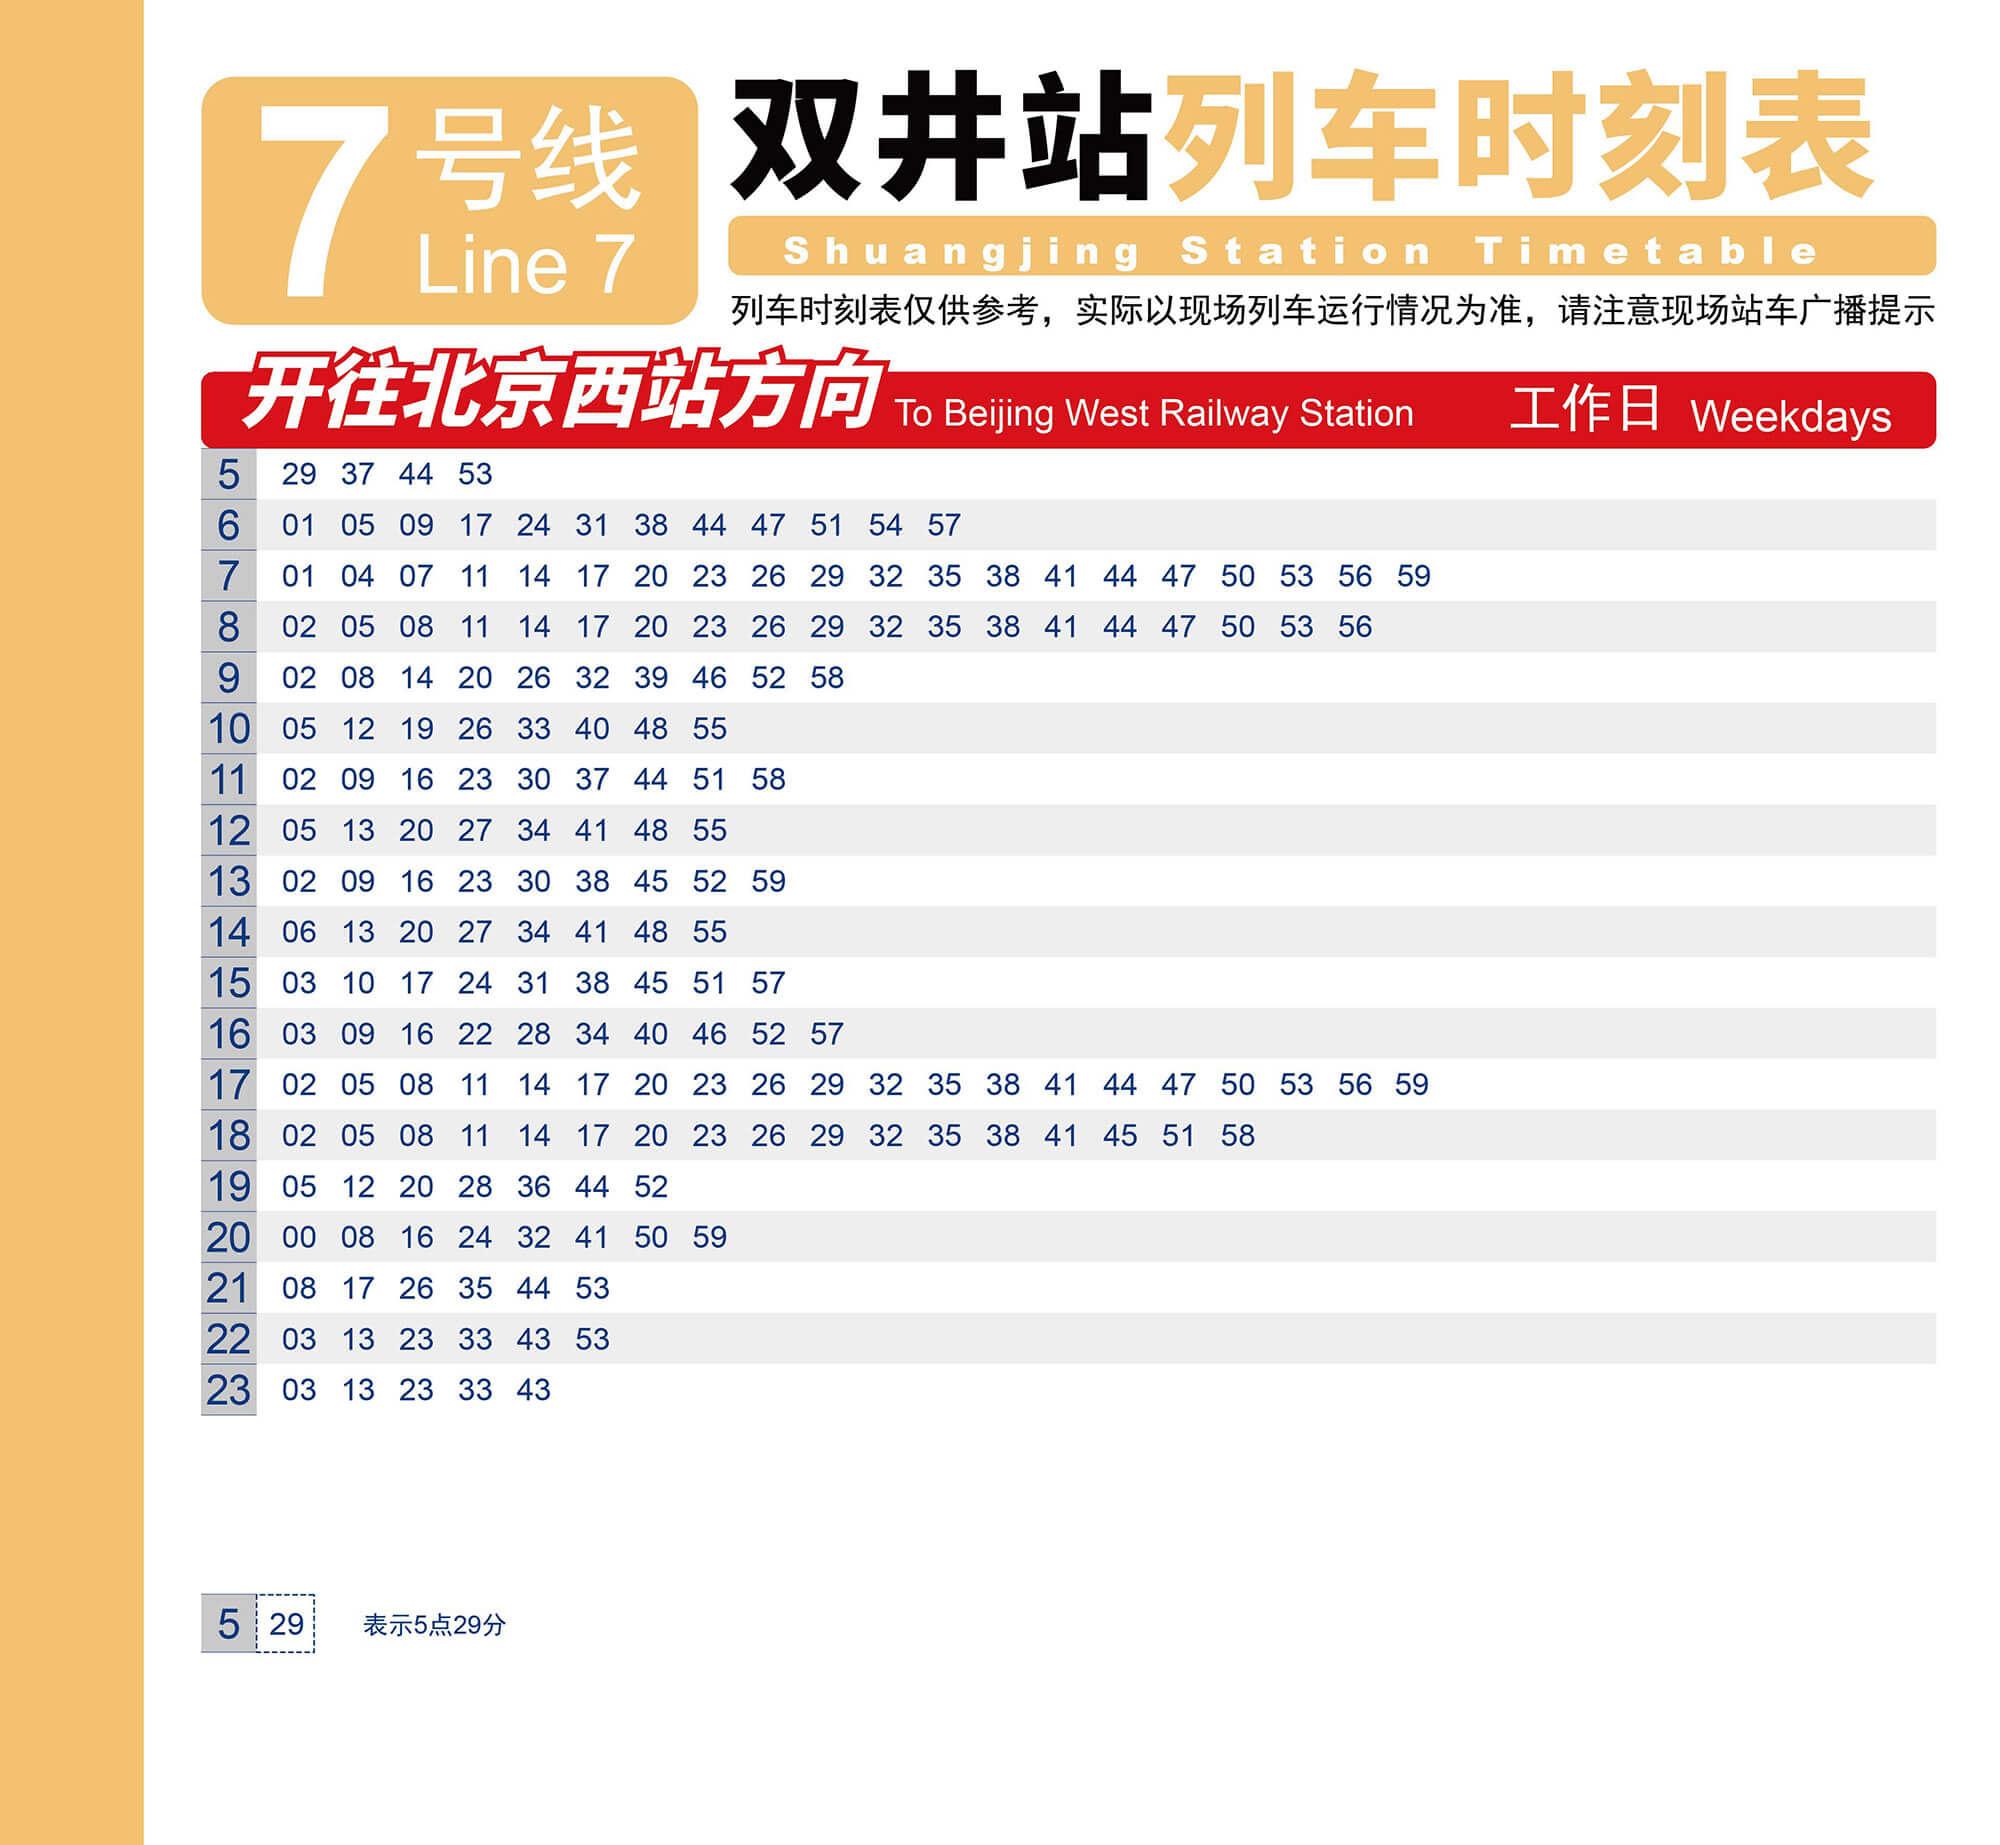 7号线
Line 7
双井站列车时刻表
Shuangjing Station Timetable
列车时刻表仅供参考，实际以现场列车运行情况为准，请注意现场站车广播提示
开往北京西站方向 To Beijing West Railway Station 工作日 Weekdays
5 29 37 44 53
6 01 05 09 17 24 31 38 44 47 51 54 57
7 01 04 07 11 14 17 20 23 26 29 32 35 38 41 44 47 50 53 56 59
8 02 05 08 11 14 17 20 23 26 29 32 35 38 41 44 47 50 53 56
9 02 08 14 20 26 32 39 46 52 58
10 05 12 19 26 33 40 48 55
11 02 09 16 23 30 37 44 51 58
12 05 13 20 27 34 41 48 55
13 02 09 16 23 30 38 45 52 59
14 06 13 20 27 34 41 48 55
15 03 10 17 24 31 38 45 51 57
16 03 09 16 22 28 34 40 46 52 57
17 02 05 08 11 14 17 20 23 26 29 32 35 38 41 44 47 50 53 56 59
18 02 05 08 11 14 17 20 23 26 29 32 35 38 41 45 51 58
19 05 12 20 28 36 44 52
20 00 08 16 24 32 41 50 59
21 08 17 26 35 44 53
22 03 13 23 33 43 53
23 03 13 23 33 43
5 29 表示5点29分